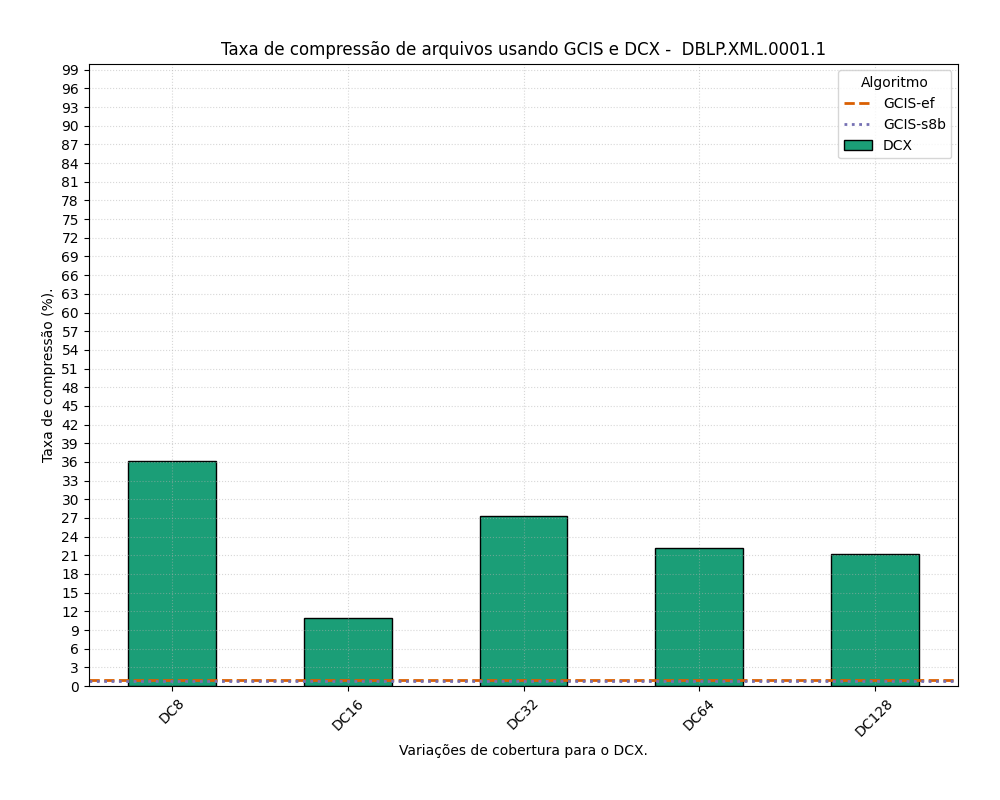 Taxa de compressão de arquivos usando GCIS e DCX -  DBLP.XML.0001.1
Algoritmo
GCIS-ef
GCIS-s8b
DCX
Taxa de compressão (%).
99
96
93
90
87
84
81
78
75
72
69
66
63
60
57
54
51
48
45
42
39
36
33
30
27
24
21
18
15
12
9
6
3
0
DC8
DC16
DC32
DC64
DC128
Variações de cobertura para o DCX.